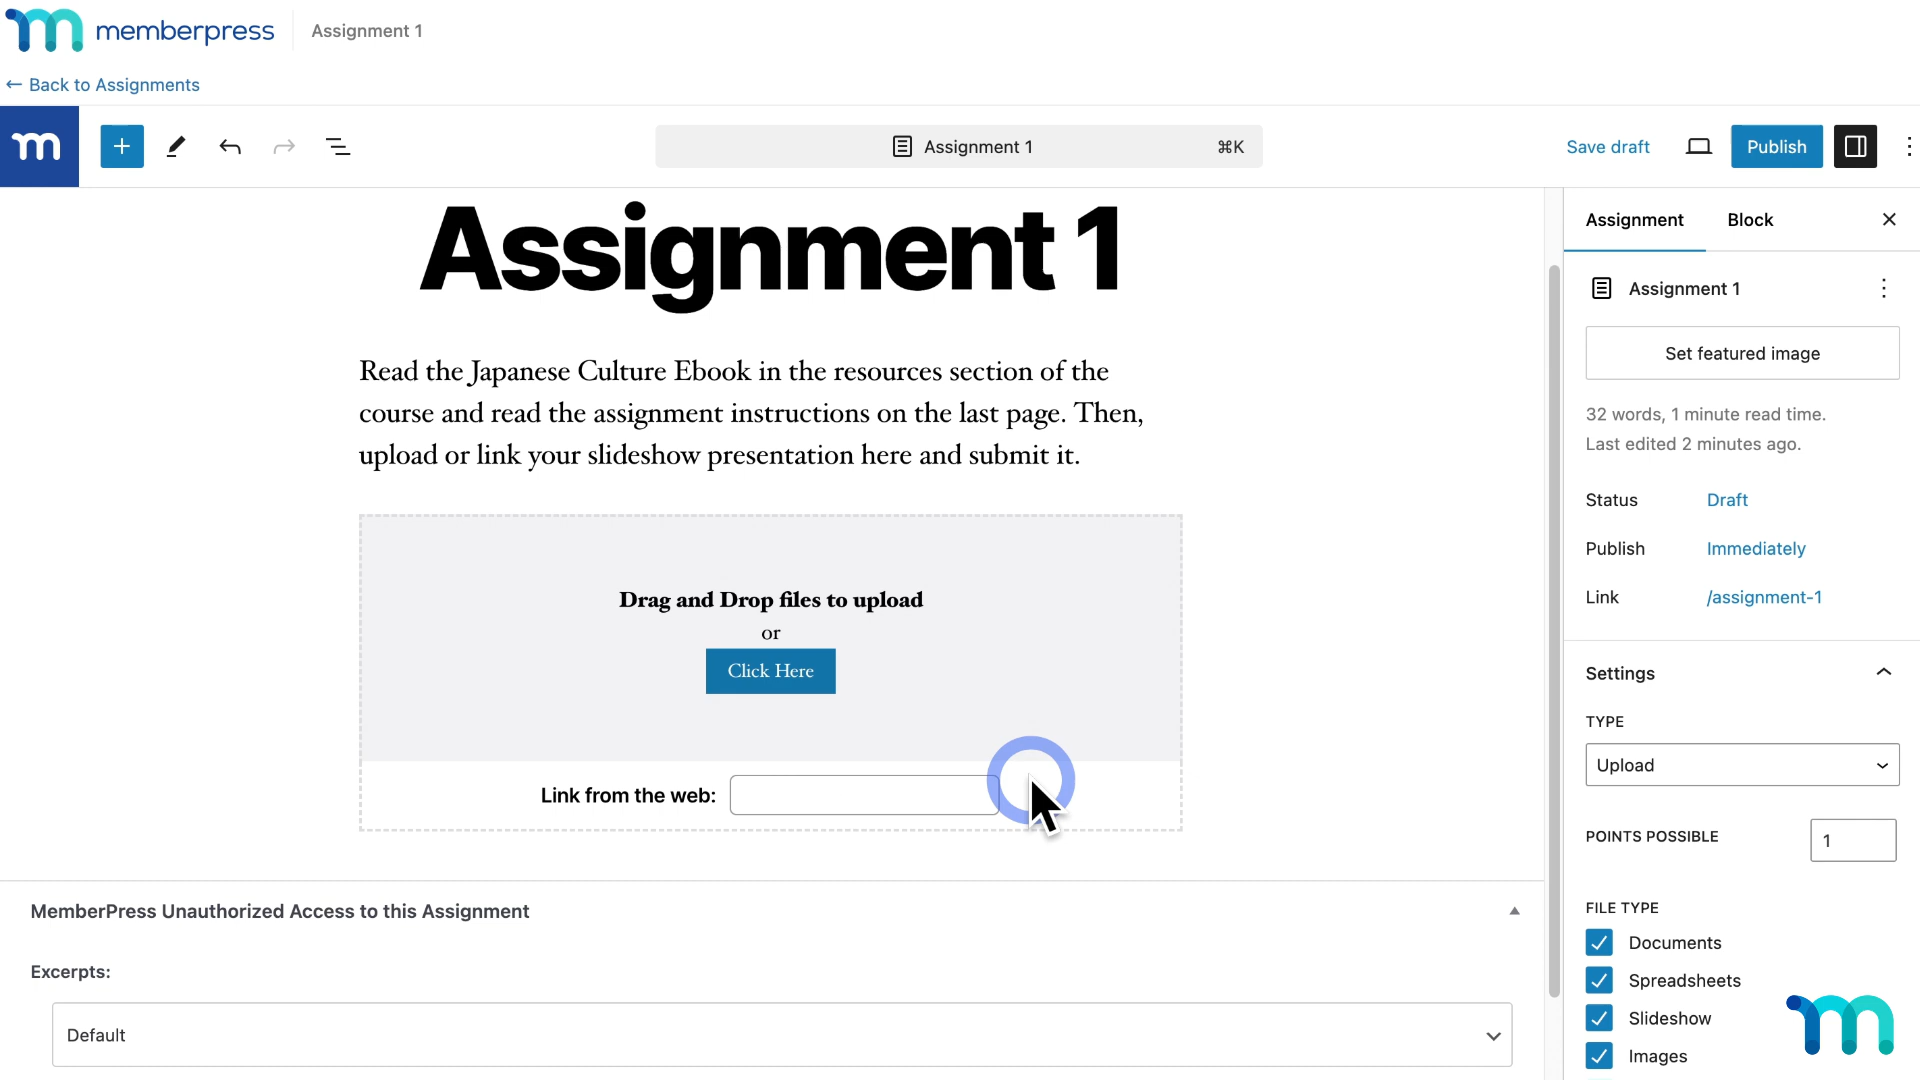 memberpress
Assignment 1
← Back to Assignments
Assignment 1
⌘K
Save draft
Publish
Assignment 1
Read the Japanese Culture Ebook in the resources section of the
course and read the assignment instructions on the last page. Then,
upload or link your slideshow presentation here and submit it.
Drag and Drop files to upload
or
Click Here
Link from the web:
MemberPress Unauthorized Access to this Assignment
Excerpts:
Default
Assignment
Block
Assignment 1
Set featured image
32 words, 1 minute read time.
Last edited 2 minutes ago.
Status Draft
Publish Immediately
Link /assignment-1
Settings
TYPE
Upload
POINTS POSSIBLE 1
FILE TYPE
Documents
Spreadsheets
Slideshow
Images